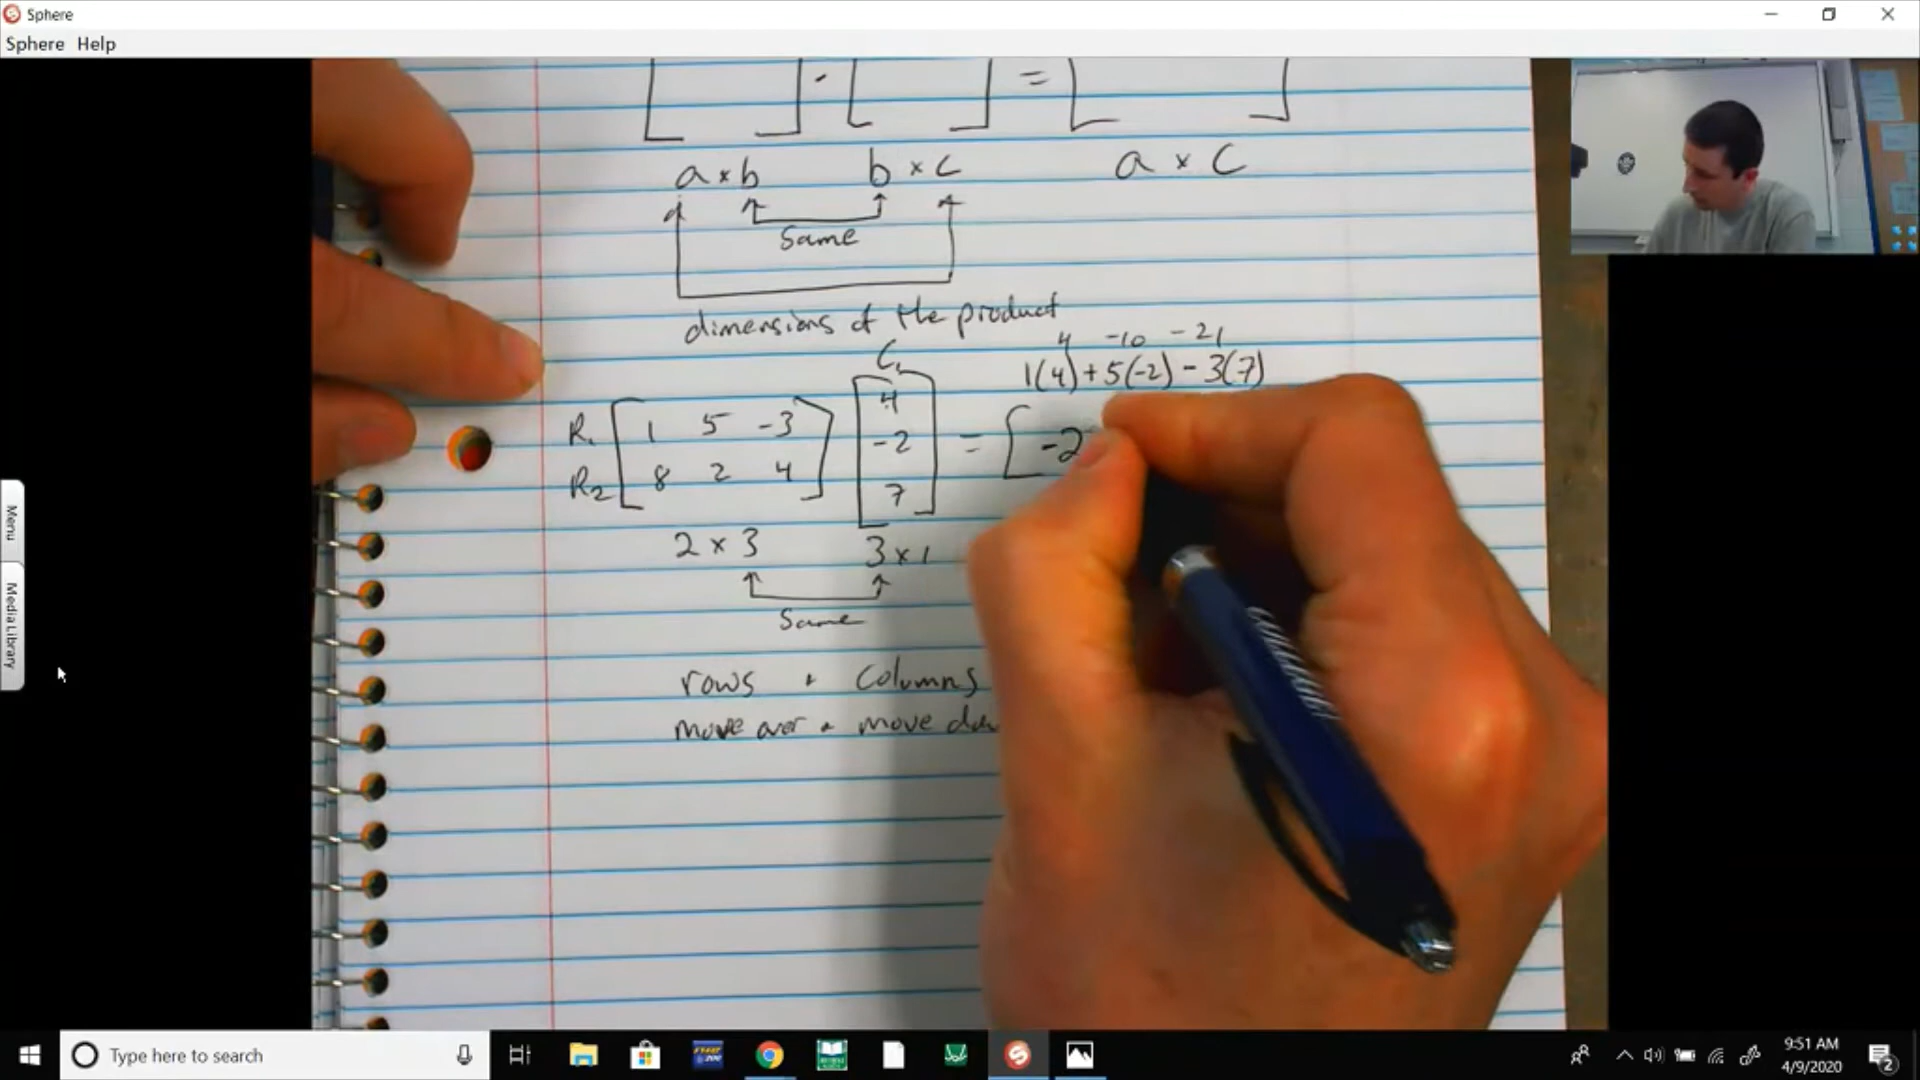 Sphere
Sphere Help
· =
a × b b × c a × c
Same
dimensions of the product
4 -10 -21
C₁ 1(4) + 5(-2) - 3(7)
R₁ 1 5 -3 4
-2 = -2
R₂ 8 2 4 7
2 × 3 3 × 1
Same
rows · columns
move over · move
Menu
Media Library
Type here to search
9:51 AM
4/9/2020
2